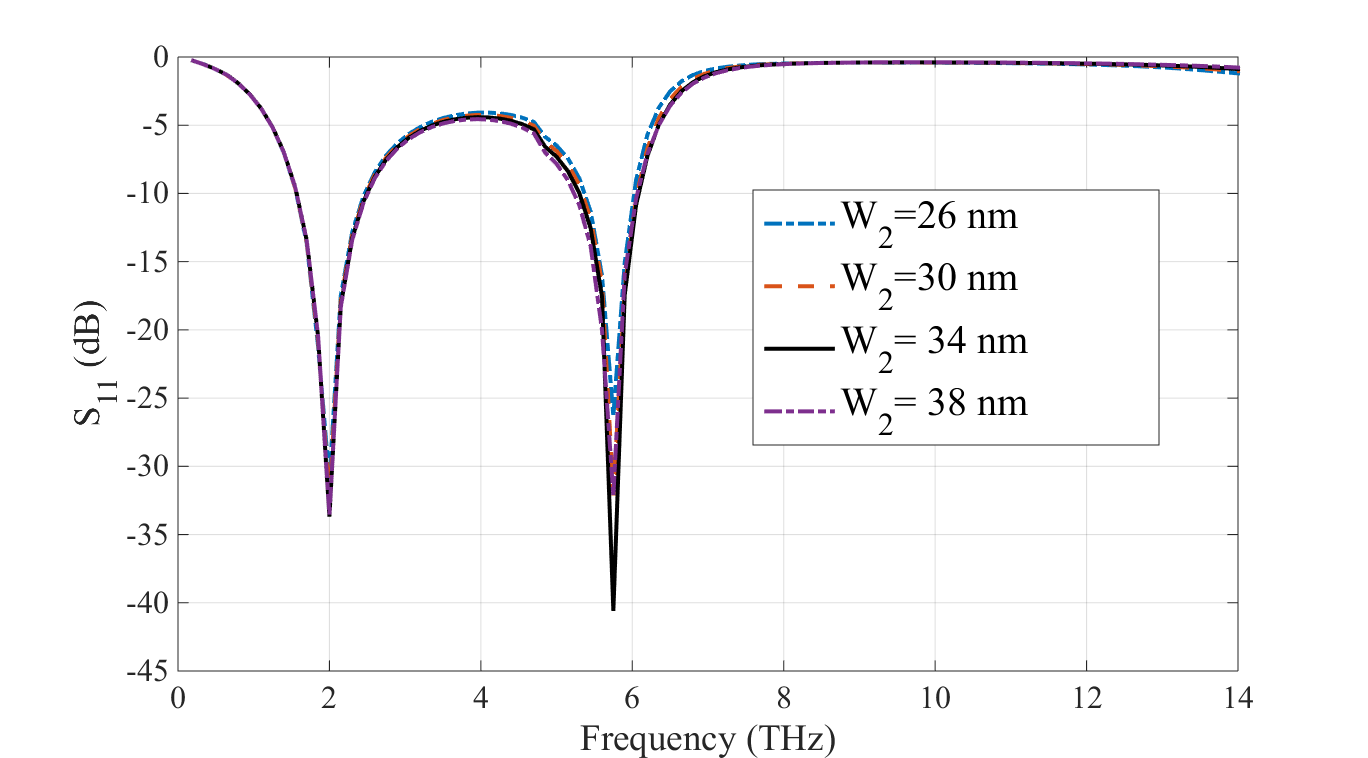 0
-5
-10
-15
-20
-25
-30
-35
-40
-45
S11 (dB)
W2=26 nm
W2=30 nm
W2= 34 nm
W2= 38 nm
0 2 4 6 8 10 12 14
Frequency (THz)